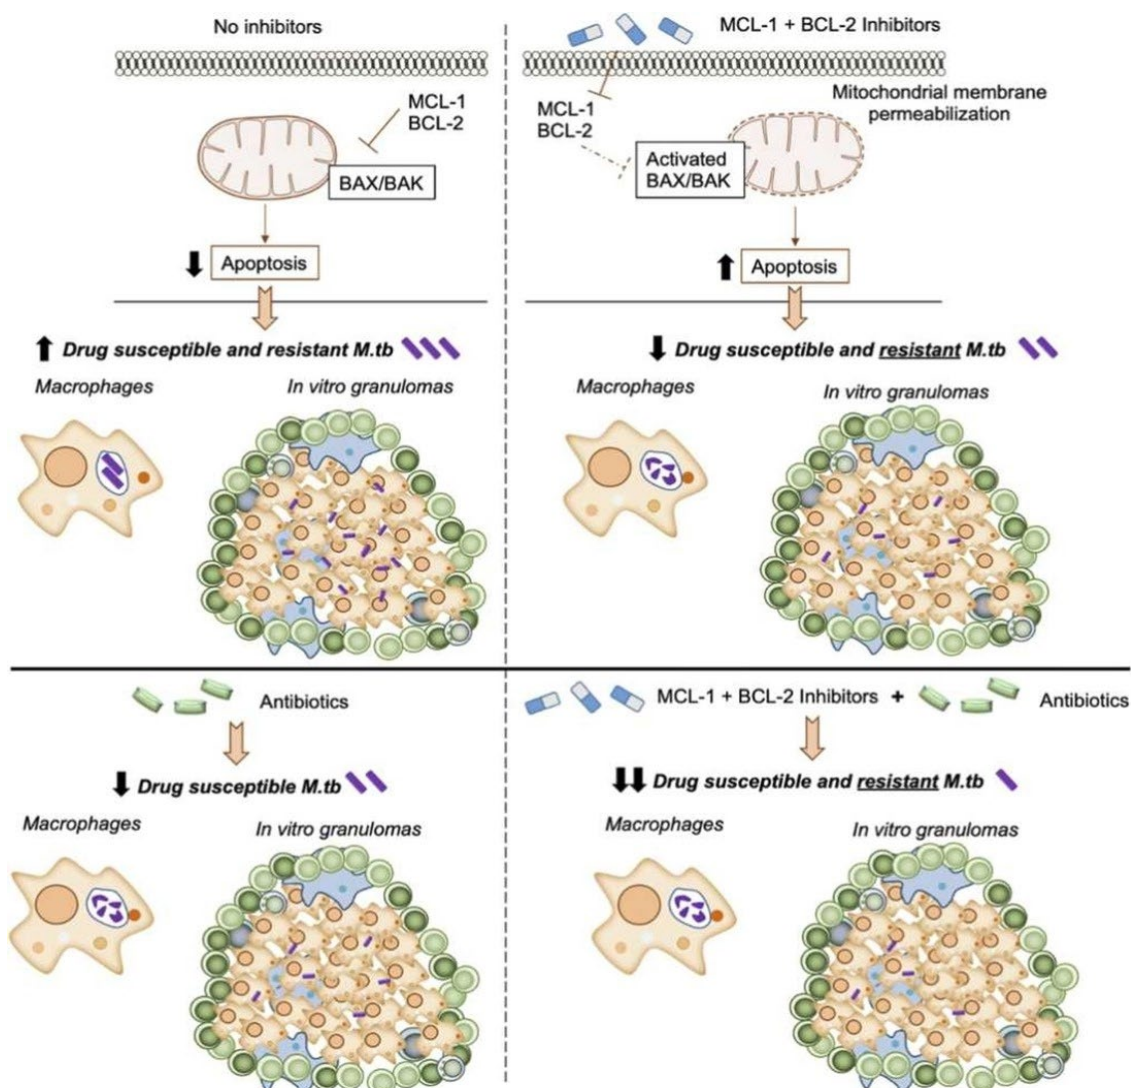 No inhibitors
MCL-1
BCL-2
BAX/BAK
Apoptosis
Drug susceptible and resistant M.tb
Macrophages
In vitro granulomas
MCL-1 + BCL-2 Inhibitors
MCL-1
BCL-2
Mitochondrial membrane
permeabilization
Activated
BAX/BAK
Apoptosis
Drug susceptible and resistant M.tb
Macrophages
In vitro granulomas
Antibiotics
Drug susceptible M.tb
Macrophages
In vitro granulomas
MCL-1 + BCL-2 Inhibitors + Antibiotics
Drug susceptible and resistant M.tb
Macrophages
In vitro granulomas